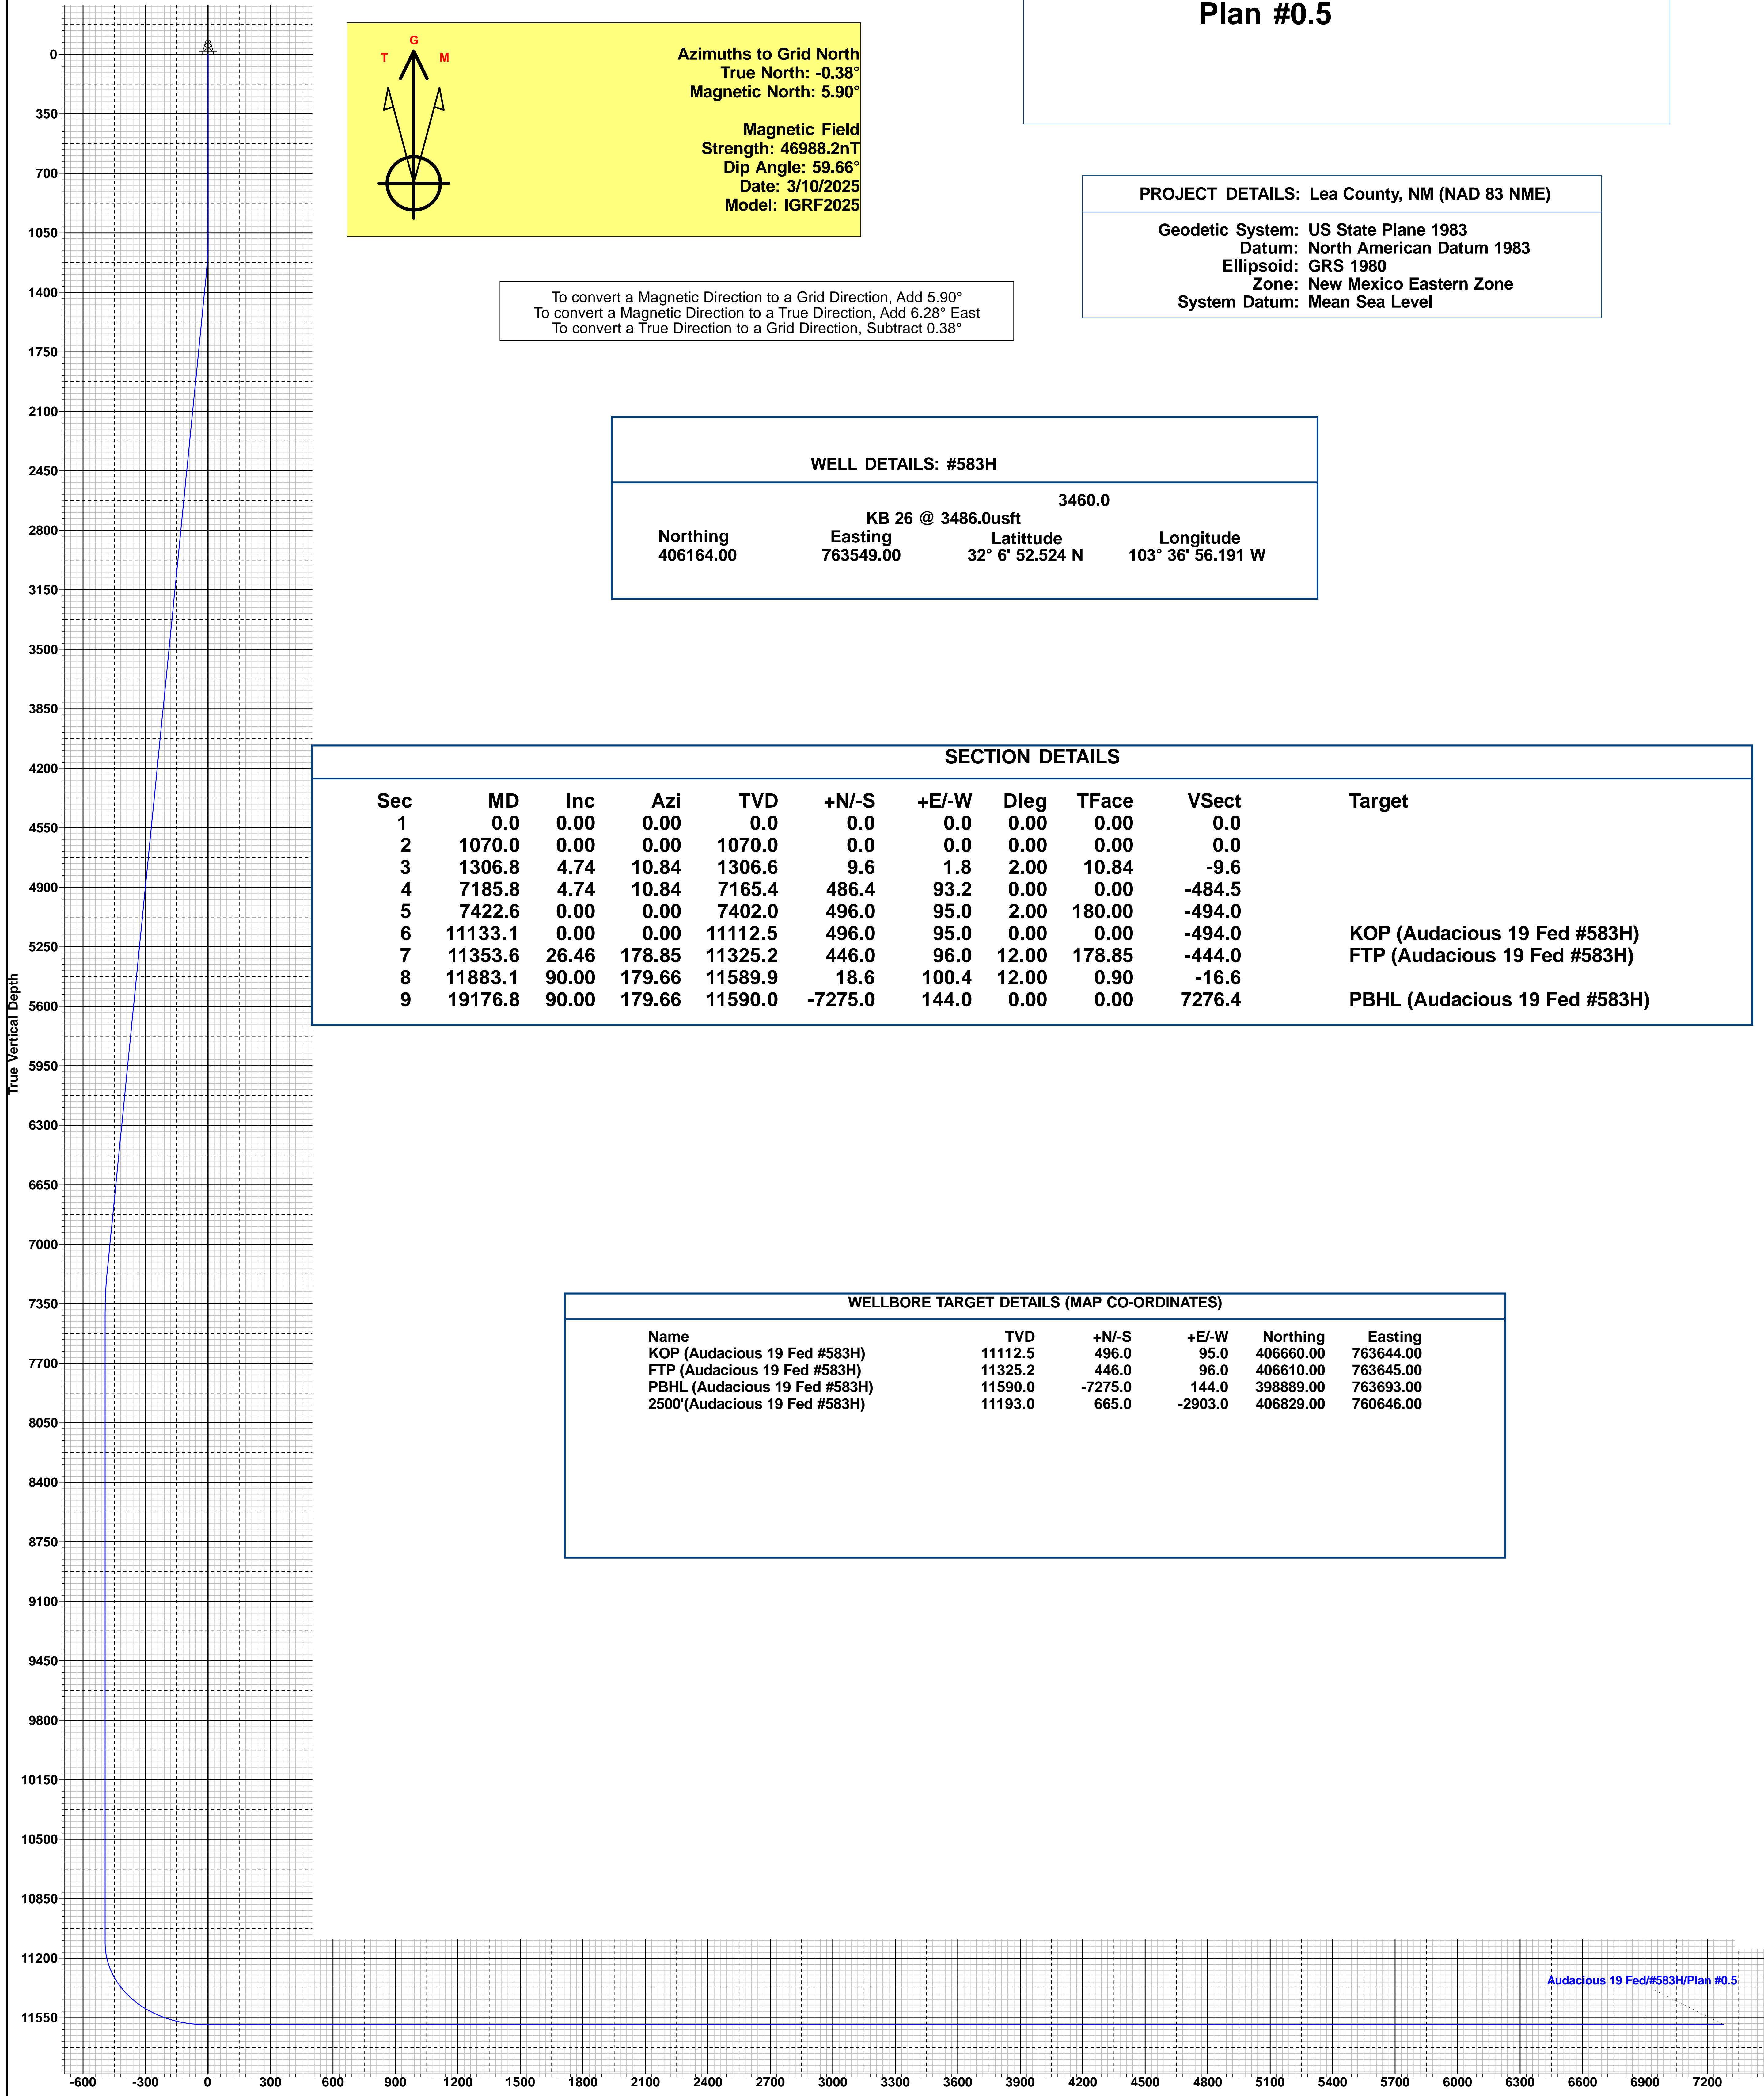 Plan #0.5
T G M
Azimuths to Grid North
True North: -0.38°
Magnetic North: 5.90°
Magnetic Field
Strength: 46988.2nT
Dip Angle: 59.66°
Date: 3/10/2025
Model: IGRF2025
PROJECT DETAILS: Lea County, NM (NAD 83 NME)
Geodetic System: US State Plane 1983
Datum: North American Datum 1983
Ellipsoid: GRS 1980
Zone: New Mexico Eastern Zone
System Datum: Mean Sea Level
To convert a Magnetic Direction to a Grid Direction, Add 5.90°
To convert a Magnetic Direction to a True Direction, Add 6.28° East
To convert a True Direction to a Grid Direction, Subtract 0.38°
WELL DETAILS: #583H
3460.0
KB 26 @ 3486.0usft
Northing Easting Latittude Longitude
406164.00 763549.00 32° 6' 52.524 N 103° 36' 56.191 W
SECTION DETAILS
Sec MD Inc Azi TVD +N/-S +E/-W Dleg TFace VSect Target
1 0.0 0.00 0.00 0.0 0.0 0.0 0.00 0.00 0.0
2 1070.0 0.00 0.00 1070.0 0.0 0.0 0.00 0.00 0.0
3 1306.8 4.74 10.84 1306.6 9.6 1.8 2.00 10.84 -9.6
4 7185.8 4.74 10.84 7165.4 486.4 93.2 0.00 0.00 -484.5
5 7422.6 0.00 0.00 7402.0 496.0 95.0 2.00 180.00 -494.0
6 11133.1 0.00 0.00 11112.5 496.0 95.0 0.00 0.00 -494.0 KOP (Audacious 19 Fed #583H)
7 11353.6 26.46 178.85 11325.2 446.0 96.0 12.00 178.85 -444.0 FTP (Audacious 19 Fed #583H)
8 11883.1 90.00 179.66 11589.9 18.6 100.4 12.00 0.90 -16.6
9 19176.8 90.00 179.66 11590.0 -7275.0 144.0 0.00 0.00 7276.4 PBHL (Audacious 19 Fed #583H)
WELLBORE TARGET DETAILS (MAP CO-ORDINATES)
Name TVD +N/-S +E/-W Northing Easting
KOP (Audacious 19 Fed #583H) 11112.5 496.0 95.0 406660.00 763644.00
FTP (Audacious 19 Fed #583H) 11325.2 446.0 96.0 406610.00 763645.00
PBHL (Audacious 19 Fed #583H) 11590.0 -7275.0 144.0 398889.00 763693.00
2500'(Audacious 19 Fed #583H) 11193.0 665.0 -2903.0 406829.00 760646.00
True Vertical Depth
0
350
700
1050
1400
1750
2100
2450
2800
3150
3500
3850
4200
4550
4900
5250
5600
5950
6300
6650
7000
7350
7700
8050
8400
8750
9100
9450
9800
10150
10500
10850
11200
11550
Audacious 19 Fed/#583H/Plan #0.5
-600 -300 0 300 600 900 1200 1500 1800 2100 2400 2700 3000 3300 3600 3900 4200 4500 4800 5100 5400 5700 6000 6300 6600 6900 7200